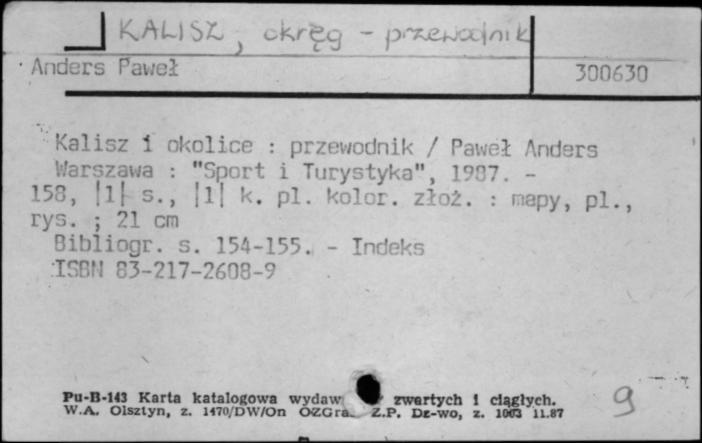 KALISZ, okręg - przewodnik
Anders Paweł 300630
Kalisz i okolice : przewodnik / Paweł Anders
Warszawa : "Sport i Turystyka", 1987. -
158, |1| s., |1| k. pl. kolor. złoż. : mapy, pl.,
rys. ; 21 cm
Bibliogr. s. 154-155. - Indeks
ISBN 83-217-2608-9
Pu-B-143 Karta katalogowa wydaw zwartych i ciągłych.
W.A. Olsztyn, z. 1470/DW/On OZGra. Z.P. Dz-wo, z. 11.87
9